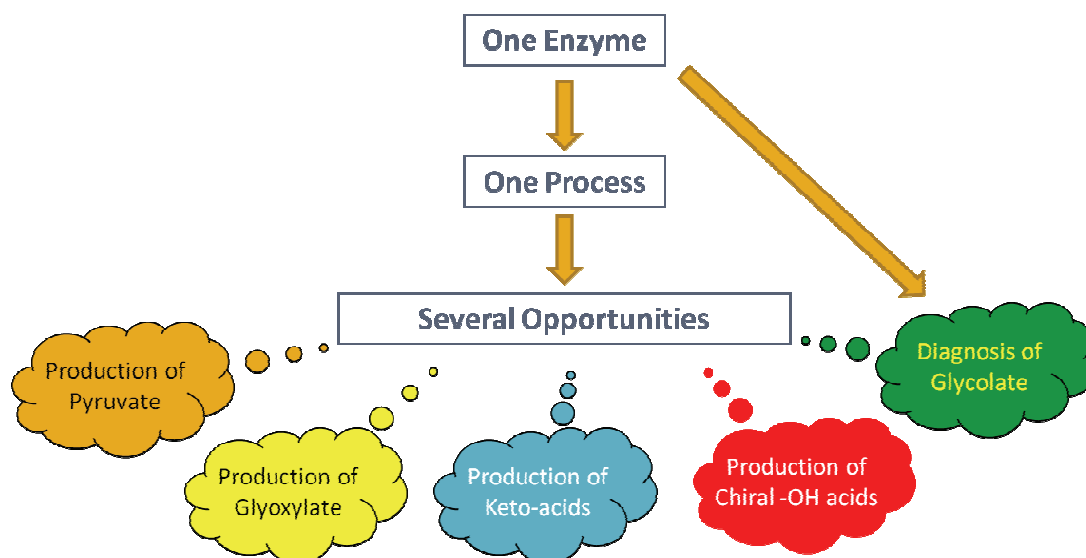 One Enzyme
One Process
Several Opportunities
Production of
Pyruvate
Production of
Glyoxylate
Production of
Keto-acids
Production of
Chiral -OH acids
Diagnosis of
Glycolate